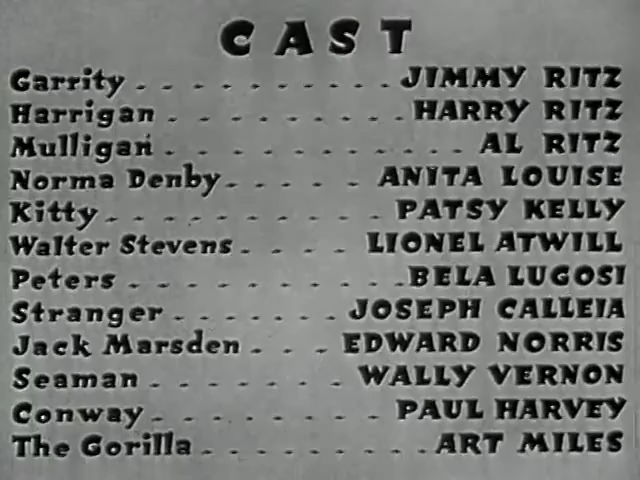 CAST
Garrity . . . . . . . . . . JIMMY RITZ
Harrigan . . . . . . . . . HARRY RITZ
Mulligan . . . . . . . . . . . AL RITZ
Norma Denby . . . . . ANITA LOUISE
Kitty . . . . . . . . . . . PATSY KELLY
Walter Stevens . . . . LIONEL ATWILL
Peters . . . . . . . . . . . BELA LUGOSI
Stranger . . . . . . . JOSEPH CALLEIA
Jack Marsden . . . EDWARD NORRIS
Seaman . . . . . . . WALLY VERNON
Conway . . . . . . . . . PAUL HARVEY
The Gorilla . . . . . . . . . ART MILES